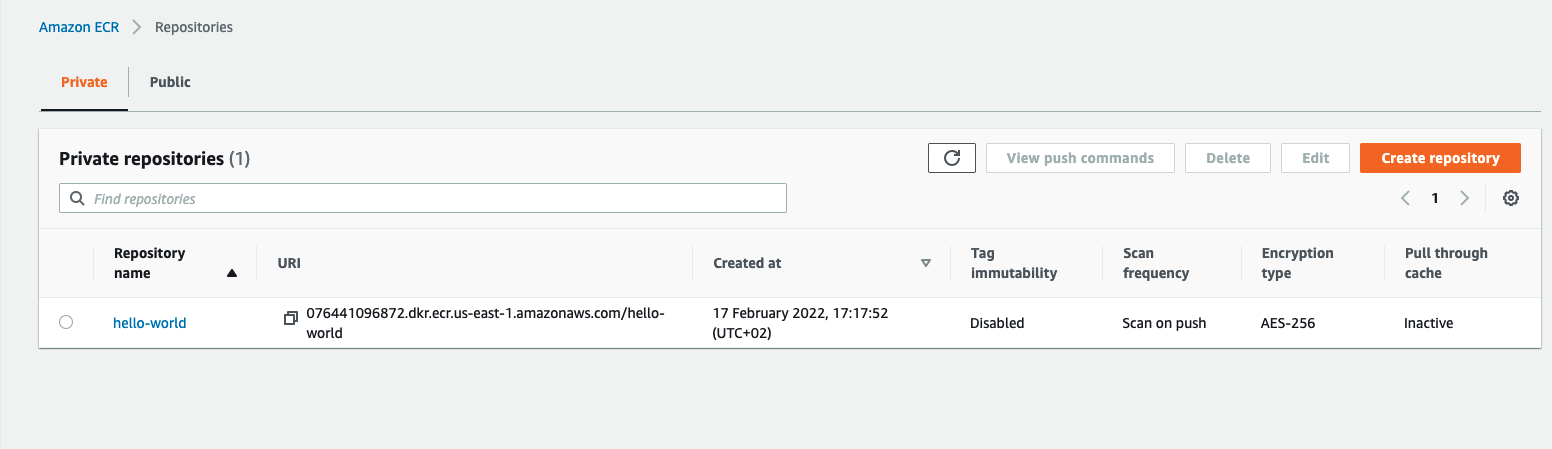 Amazon ECR > Repositories
Private Public
Private repositories (1) View push commands Delete Edit Create repository
Find repositories 1
Repository name URI Created at Tag immutability Scan frequency Encryption type Pull through cache
hello-world 076441096872.dkr.ecr.us-east-1.amazonaws.com/hello-world 17 February 2022, 17:17:52 (UTC+02) Disabled Scan on push AES-256 Inactive